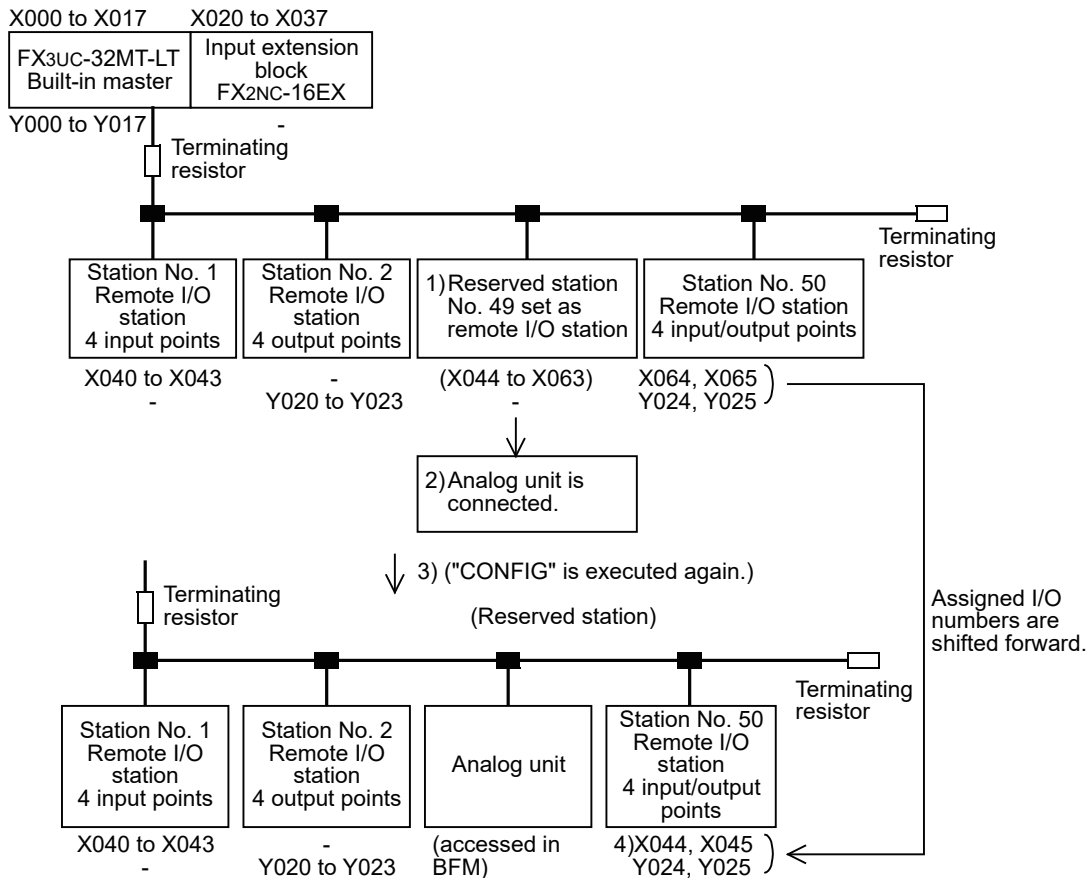 X000 to X017
X020 to X037
FX3UC-32MT-LT
Built-in master
Input extension
block
FX2NC-16EX
Y000 to Y017
-
Terminating
resistor
Terminating
resistor
Station No. 1
Remote I/O
station
4 input points
Station No. 2
Remote I/O
station
4 output points
1) Reserved station
No. 49 set as
remote I/O station
Station No. 50
Remote I/O station
4 input/output points
X040 to X043
-
-
Y020 to Y023
(X044 to X063)
-
X064, X065
Y024, Y025
2) Analog unit is
connected.
3) ("CONFIG" is executed again.)
Terminating
resistor
(Reserved station)
Assigned I/O
numbers are
shifted forward.
Terminating
resistor
Station No. 1
Remote I/O
station
4 input points
Station No. 2
Remote I/O
station
4 output points
Analog unit
Station No. 50
Remote I/O
station
4 input/output
points
X040 to X043
-
-
Y020 to Y023
(accessed in
BFM)
4)X044, X045
Y024, Y025